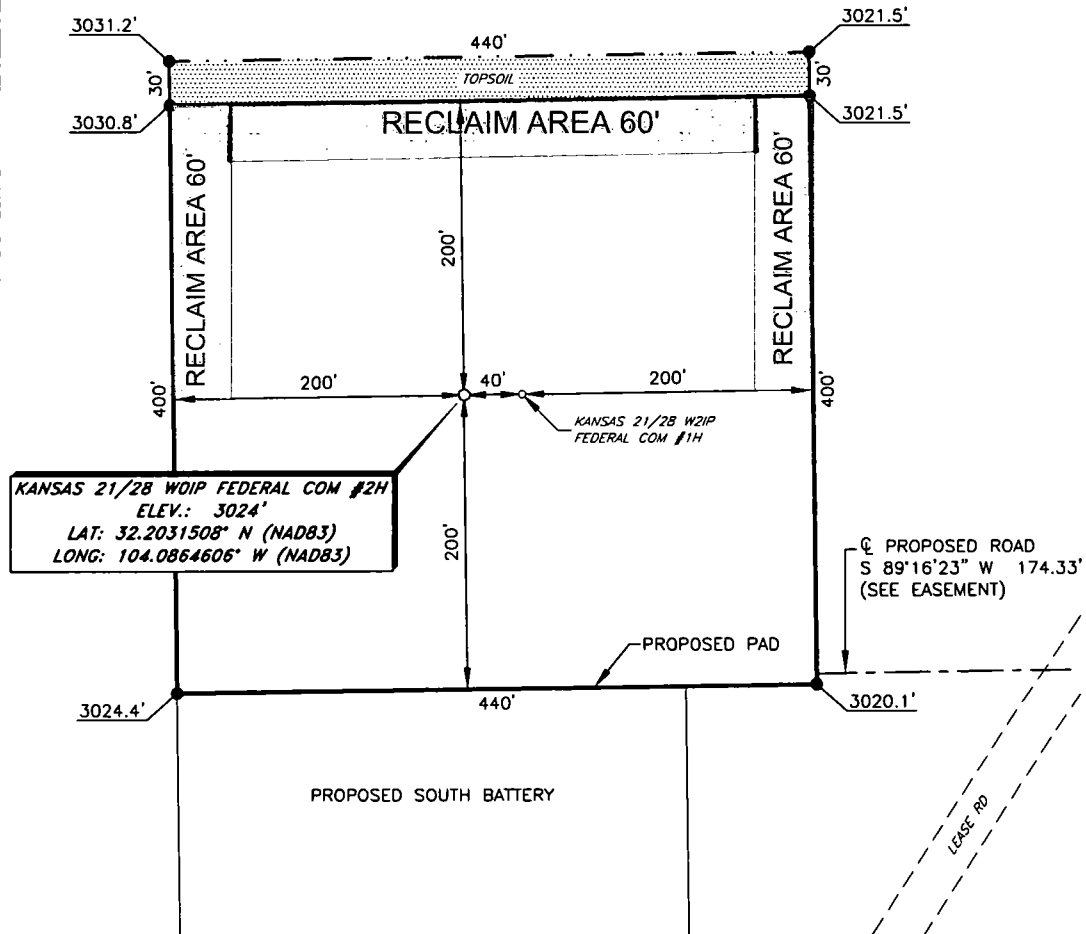 3031.2'
440'
3021.5'
30'
TOPSOIL
30'
3030.8'
RECLAIM AREA 60'
3021.5'
RECLAIM AREA 60'
200'
RECLAIM AREA 60'
400'
200'
40'
200'
400'
KANSAS 21/28 W2IP
FEDERAL COM #1H
KANSAS 21/28 WOIP FEDERAL COM #2H
ELEV.: 3024'
LAT: 32.2031508° N (NAD83)
LONG: 104.0864606° W (NAD83)
200'
℄ PROPOSED ROAD
S 89°16'23" W 174.33'
(SEE EASEMENT)
PROPOSED PAD
3024.4'
440'
3020.1'
PROPOSED SOUTH BATTERY
LEASE RD